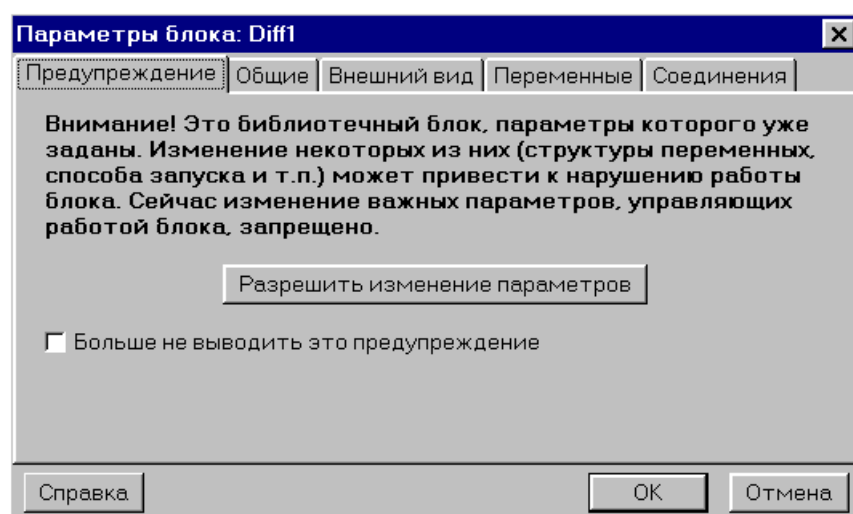 Параметры блока: Diff1
Предупреждение Общие Внешний вид Переменные Соединения
Внимание! Это библиотечный блок, параметры которого уже
заданы. Изменение некоторых из них (структуры переменных,
способа запуска и т.п.) может привести к нарушению работы
блока. Сейчас изменение важных параметров, управляющих
работой блока, запрещено.
Разрешить изменение параметров
Больше не выводить это предупреждение
Справка OK Отмена